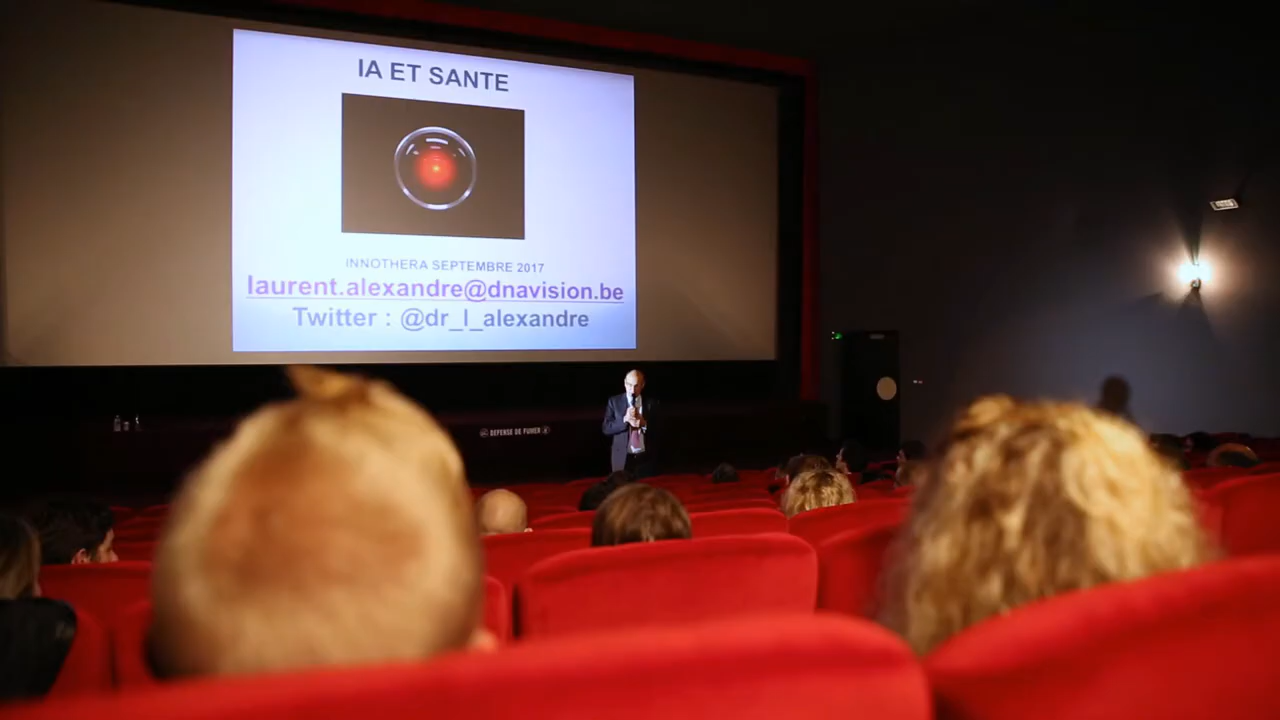 IA ET SANTE
INNOTHERA SEPTEMBRE 2017
laurent.alexandre@dnavision.be
Twitter : @dr_l_alexandre
DEFENSE DE FUMER